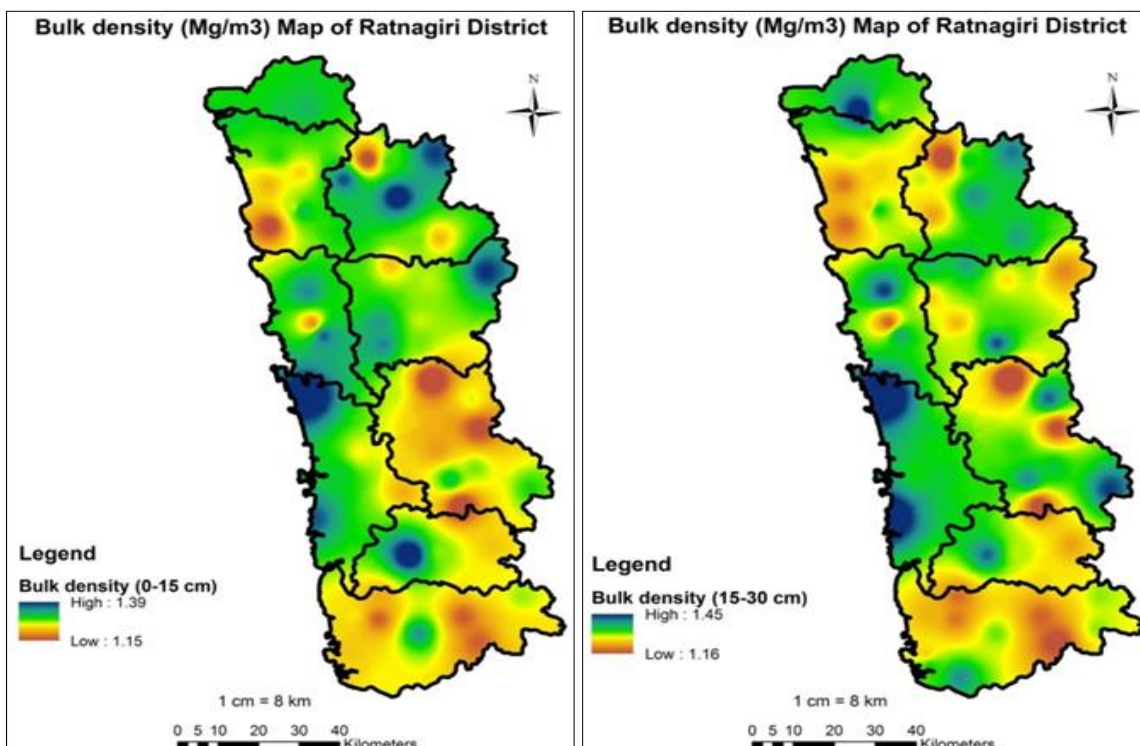 Bulk density (Mg/m3) Map of Ratnagiri District
N
Legend
Bulk density (0-15 cm)
High : 1.39
Low : 1.15
1 cm = 8 km
0 5 10 20 30 40
Kilometers
Bulk density (Mg/m3) Map of Ratnagiri District
N
Legend
Bulk density (15-30 cm)
High : 1.45
Low : 1.16
1 cm = 8 km
0 5 10 20 30 40
Kilometers